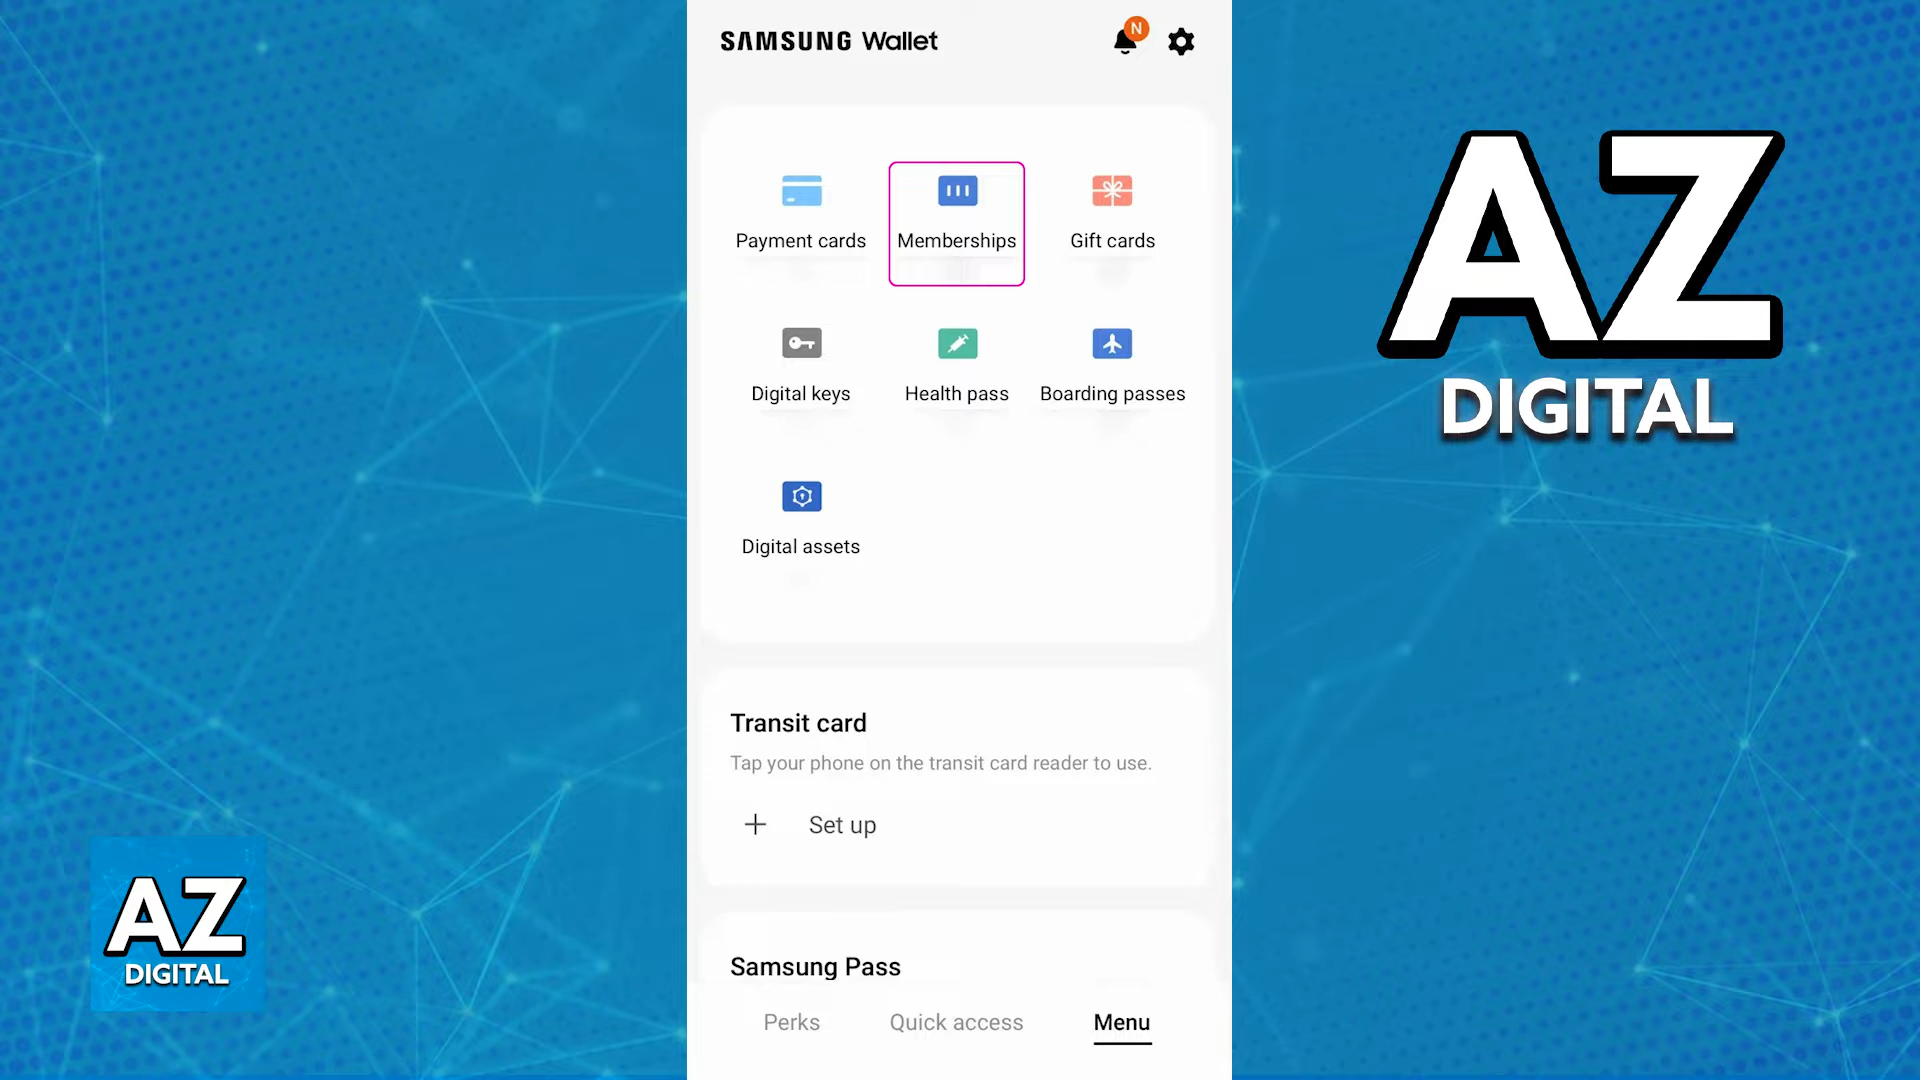 SAMSUNG Wallet
N
Payment cards
Memberships
Gift cards
Digital keys
Health pass
Boarding passes
Digital assets
Transit card
Tap your phone on the transit card reader to use.
+ Set up
Samsung Pass
Perks
Quick access
Menu
AZ
DIGITAL
AZ
DIGITAL